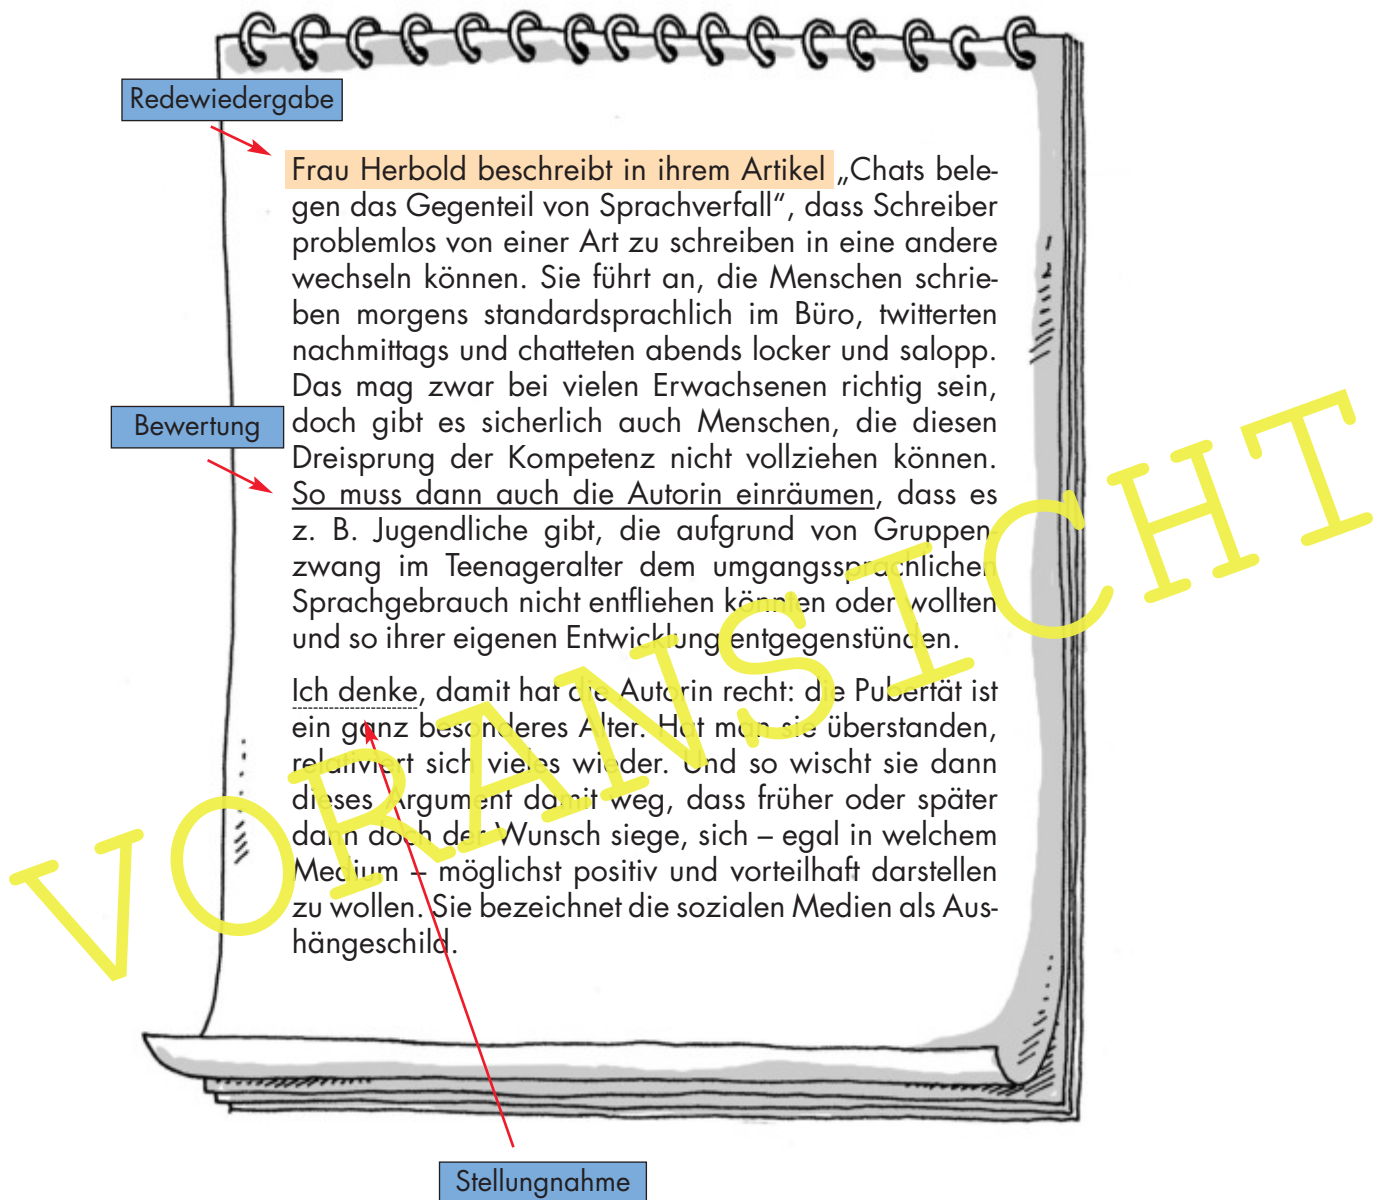 Redewiedergabe
Frau Herbold beschreibt in ihrem Artikel „Chats bele-
gen das Gegenteil von Sprachverfall“, dass Schreiber
problemlos von einer Art zu schreiben in eine andere
wechseln können. Sie führt an, die Menschen schrie-
ben morgens standardsprachlich im Büro, twitterten
nachmittags und chatteten abends locker und salopp.
Das mag zwar bei vielen Erwachsenen richtig sein,
Bewertung
doch gibt es sicherlich auch Menschen, die diesen
Dreisprung der Kompetenz nicht vollziehen können.
So muss dann auch die Autorin einräumen, dass es
z. B. Jugendliche gibt, die aufgrund von Gruppen-
zwang im Teenageralter dem umgangssprachlichen
Sprachgebrauch nicht entfliehen könnten oder wollten
und so ihrer eigenen Entwicklung entgegenstünden.
Ich denke, damit hat die Autorin recht: die Pubertät ist
ein ganz besonderes Alter. Hat man sie überstanden,
relativiert sich vieles wieder. Und so wischt sie dann
dieses Argument damit weg, dass früher oder später
dann doch der Wunsch siege, sich – egal in welchem
Medium – möglichst positiv und vorteilhaft darstellen
zu wollen. Sie bezeichnet die sozialen Medien als Aus-
hängeschild.
Stellungnahme
VORANSICHT